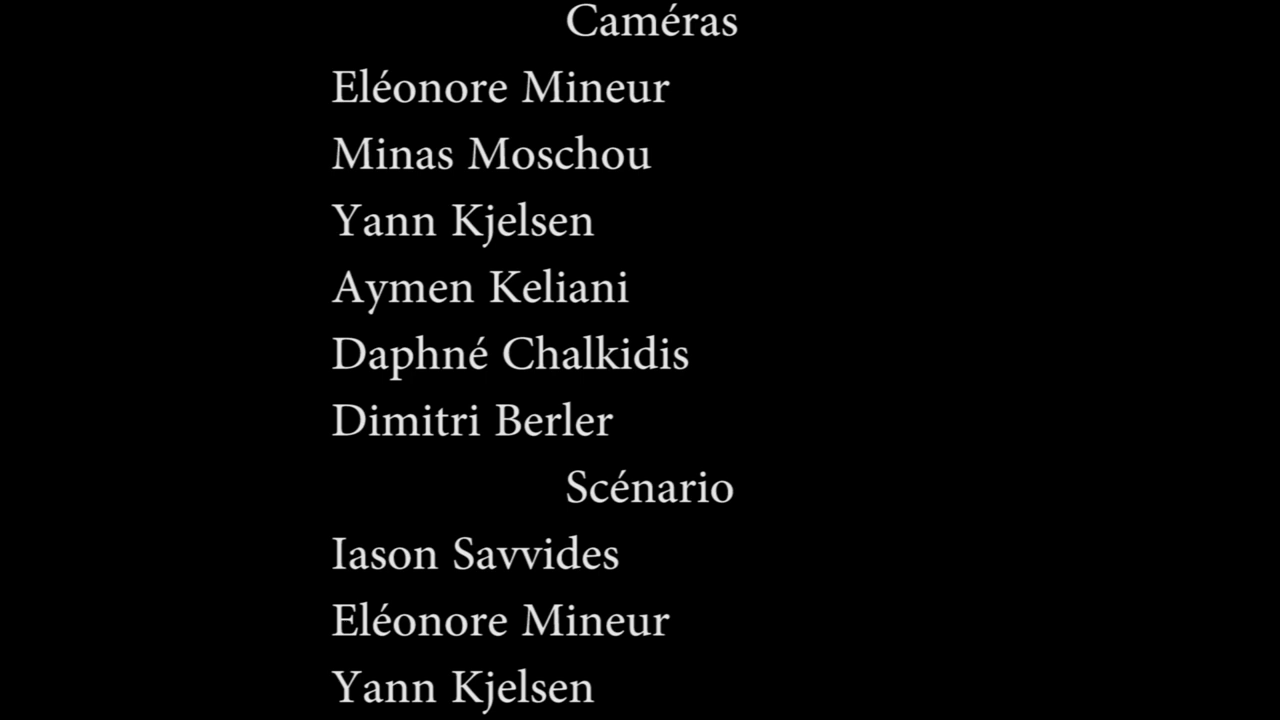 Caméras
Eléonore Mineur
Minas Moschou
Yann Kjelsen
Aymen Keliani
Daphné Chalkidis
Dimitri Berler
Scénario
Iason Savvides
Eléonore Mineur
Yann Kjelsen